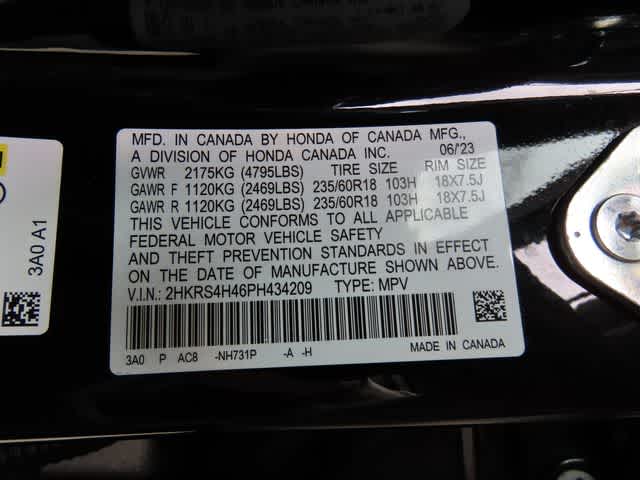 MFD. IN CANADA BY HONDA OF CANADA MFG.,
A DIVISION OF HONDA CANADA INC. 06/'23
GVWR 2175KG (4795LBS) TIRE SIZE RIM SIZE
GAWR F 1120KG (2469LBS) 235/60R18 103H 18X7.5J
GAWR R 1120KG (2469LBS) 235/60R18 103H 18X7.5J
THIS VEHICLE CONFORMS TO ALL APPLICABLE
FEDERAL MOTOR VEHICLE SAFETY
AND THEFT PREVENTION STANDARDS IN EFFECT
ON THE DATE OF MANUFACTURE SHOWN ABOVE.
V.I.N.: 2HKRS4H46PH434209 TYPE: MPV
3A0 P AC8 -NH731P -A -H MADE IN CANADA
3A0 A1